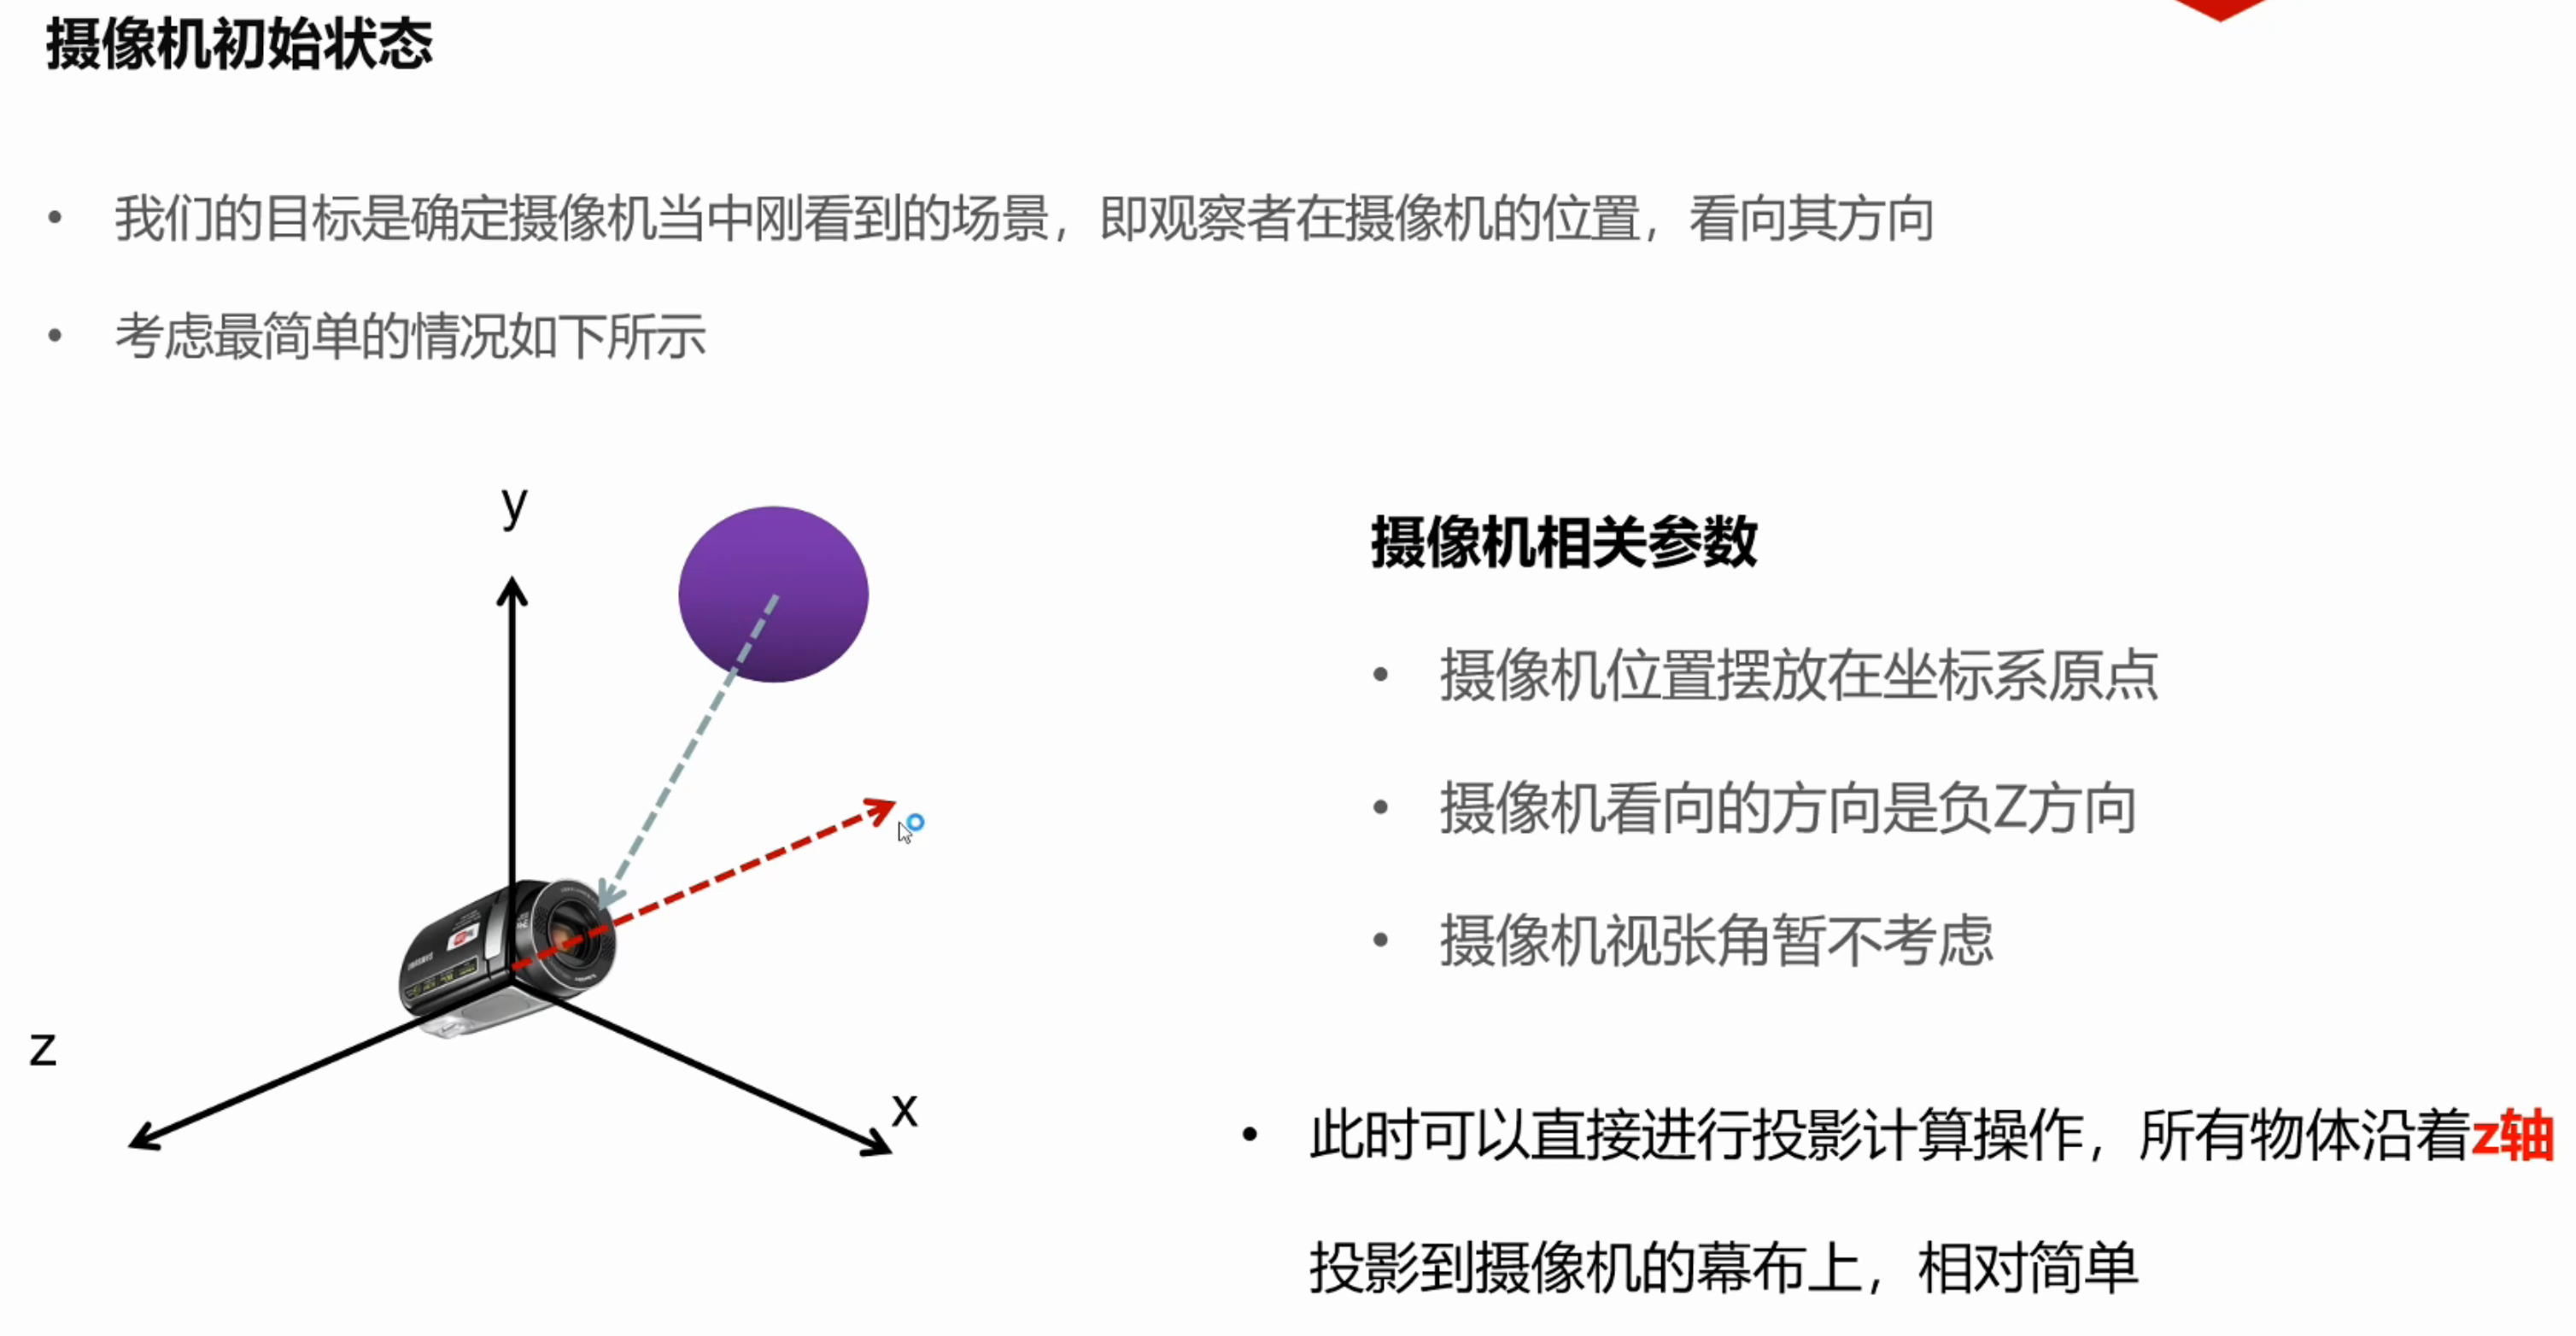 摄像机初始状态
• 我们的目标是确定摄像机当中刚看到的场景，即观察者在摄像机的位置，看向其方向
• 考虑最简单的情况如下所示
y
z
x
摄像机相关参数
• 摄像机位置摆放在坐标系原点
• 摄像机看向的方向是负Z方向
• 摄像机视张角暂不考虑
• 此时可以直接进行投影计算操作，所有物体沿着z轴
投影到摄像机的幕布上，相对简单